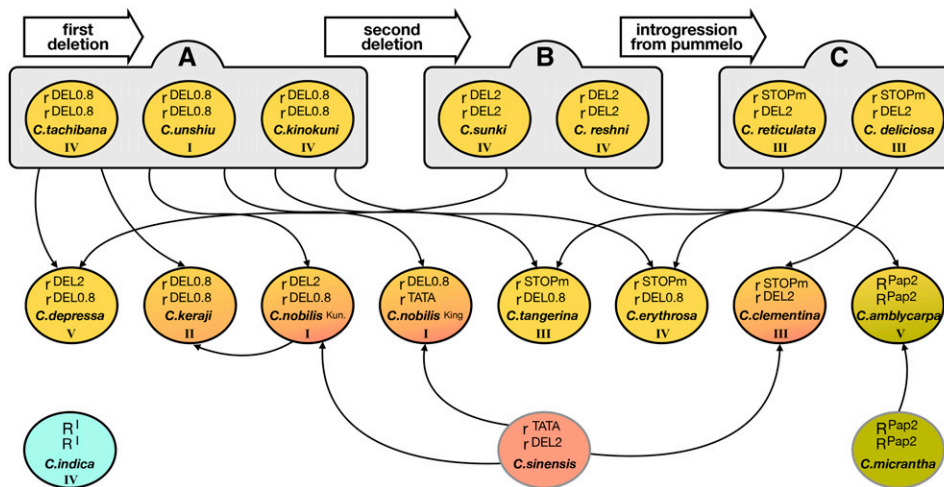 first
deletion
second
deletion
introgression
from pummelo
A
B
C
r DEL0.8
r DEL0.8
C.tachibana
IV
r DEL0.8
r DEL0.8
C.unshiu
I
r DEL0.8
r DEL0.8
C.kinokuni
IV
r DEL2
r DEL2
C.sunki
IV
r DEL2
r DEL2
C. reshni
IV
r STOPm
r DEL2
C. reticulata
III
r STOPm
r DEL2
C. deliciosa
III
r DEL2
r DEL0.8
C.depressa
V
r DEL0.8
r DEL0.8
C.keraji
II
r DEL2
r DEL0.8
C.nobilis Kun.
I
r DEL0.8
r TATA
C.nobilis King
I
r STOPm
r DEL0.8
C.tangerina
III
r STOPm
r DEL0.8
C.erythrosa
IV
r STOPm
r DEL2
C.clementina
III
R Pap2
R Pap2
C.amblycarpa
V
R I
R I
C.indica
IV
r TATA
r DEL2
C.sinensis
R Pap2
R Pap2
C.micrantha